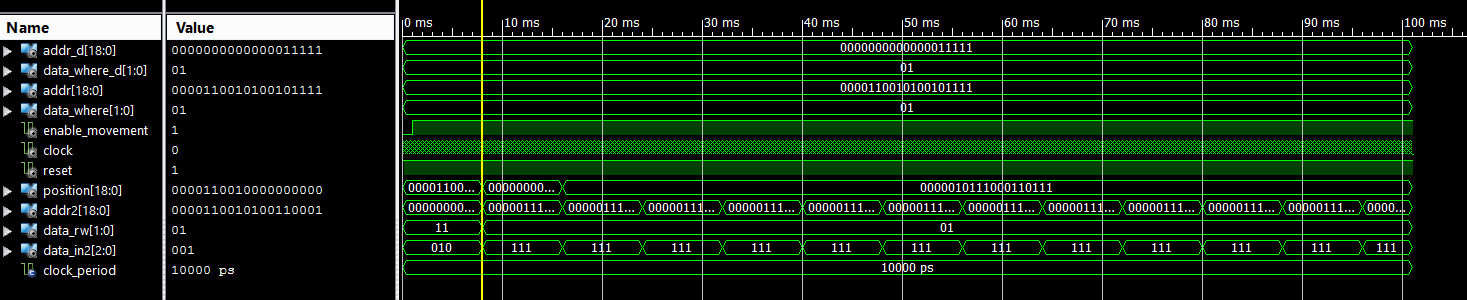 Name Value 0 ms 10 ms 20 ms 30 ms 40 ms 50 ms 60 ms 70 ms 80 ms 90 ms 100 ms
addr_d[18:0] 0000000000000011111 0000000000000011111
data_where_d[1:0] 01 01
addr[18:0] 0000110010100101111 0000110010100101111
data_where[1:0] 01 01
enable_movement 1
clock 0
reset 1
position[18:0] 0000110010000000000 00001100... 00000000... 0000010111000110111
addr2[18:0] 0000110010100110001 00000000... 00000111... 00000111... 00000111... 00000111... 00000111... 00000111... 00000111... 00000111... 00000111... 00000111... 00000111... 0000...
data_rw[1:0] 01 11 01
data_in2[2:0] 001 010 111 111 111 111 111 111 111 111 111 111 111 111
clock_period 10000 ps 10000 ps